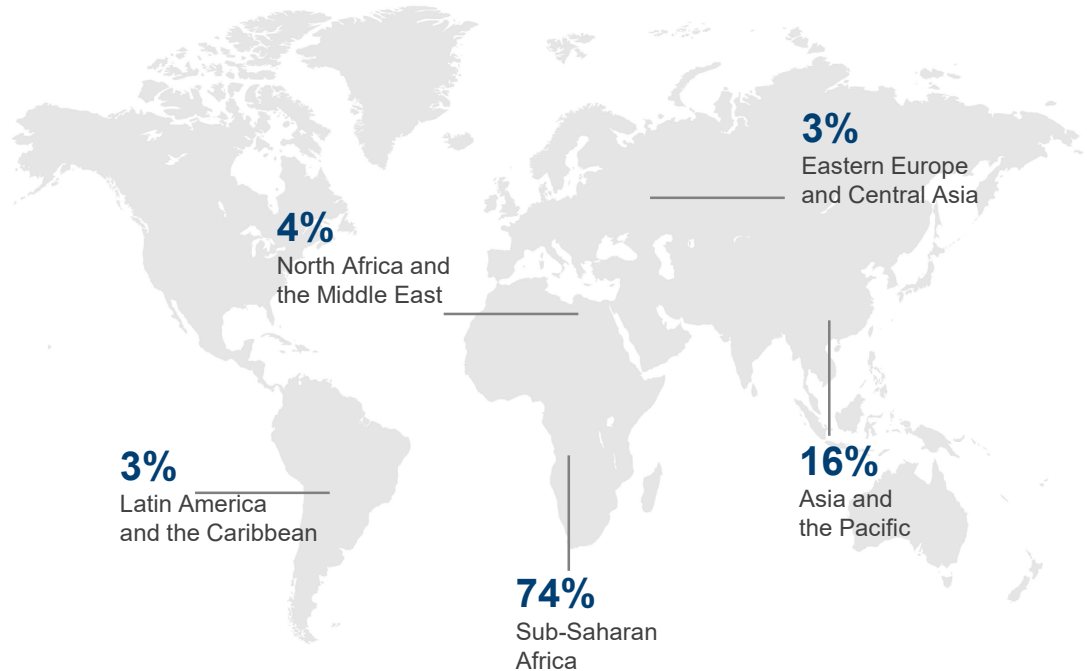 3%
Eastern Europe
and Central Asia
4%
North Africa and
the Middle East
3%
Latin America
and the Caribbean
16%
Asia and
the Pacific
74%
Sub-Saharan
Africa